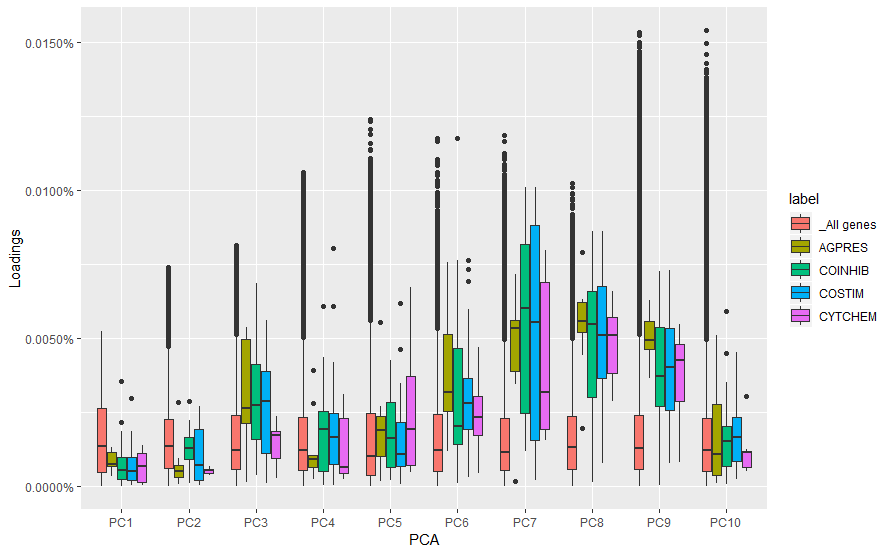 0.0150%
0.0100%
0.0050%
0.0000%
Loadings
PC1 PC2 PC3 PC4 PC5 PC6 PC7 PC8 PC9 PC10
PCA
label
_All genes
AGPRES
COINHIB
COSTIM
CYTCHEM